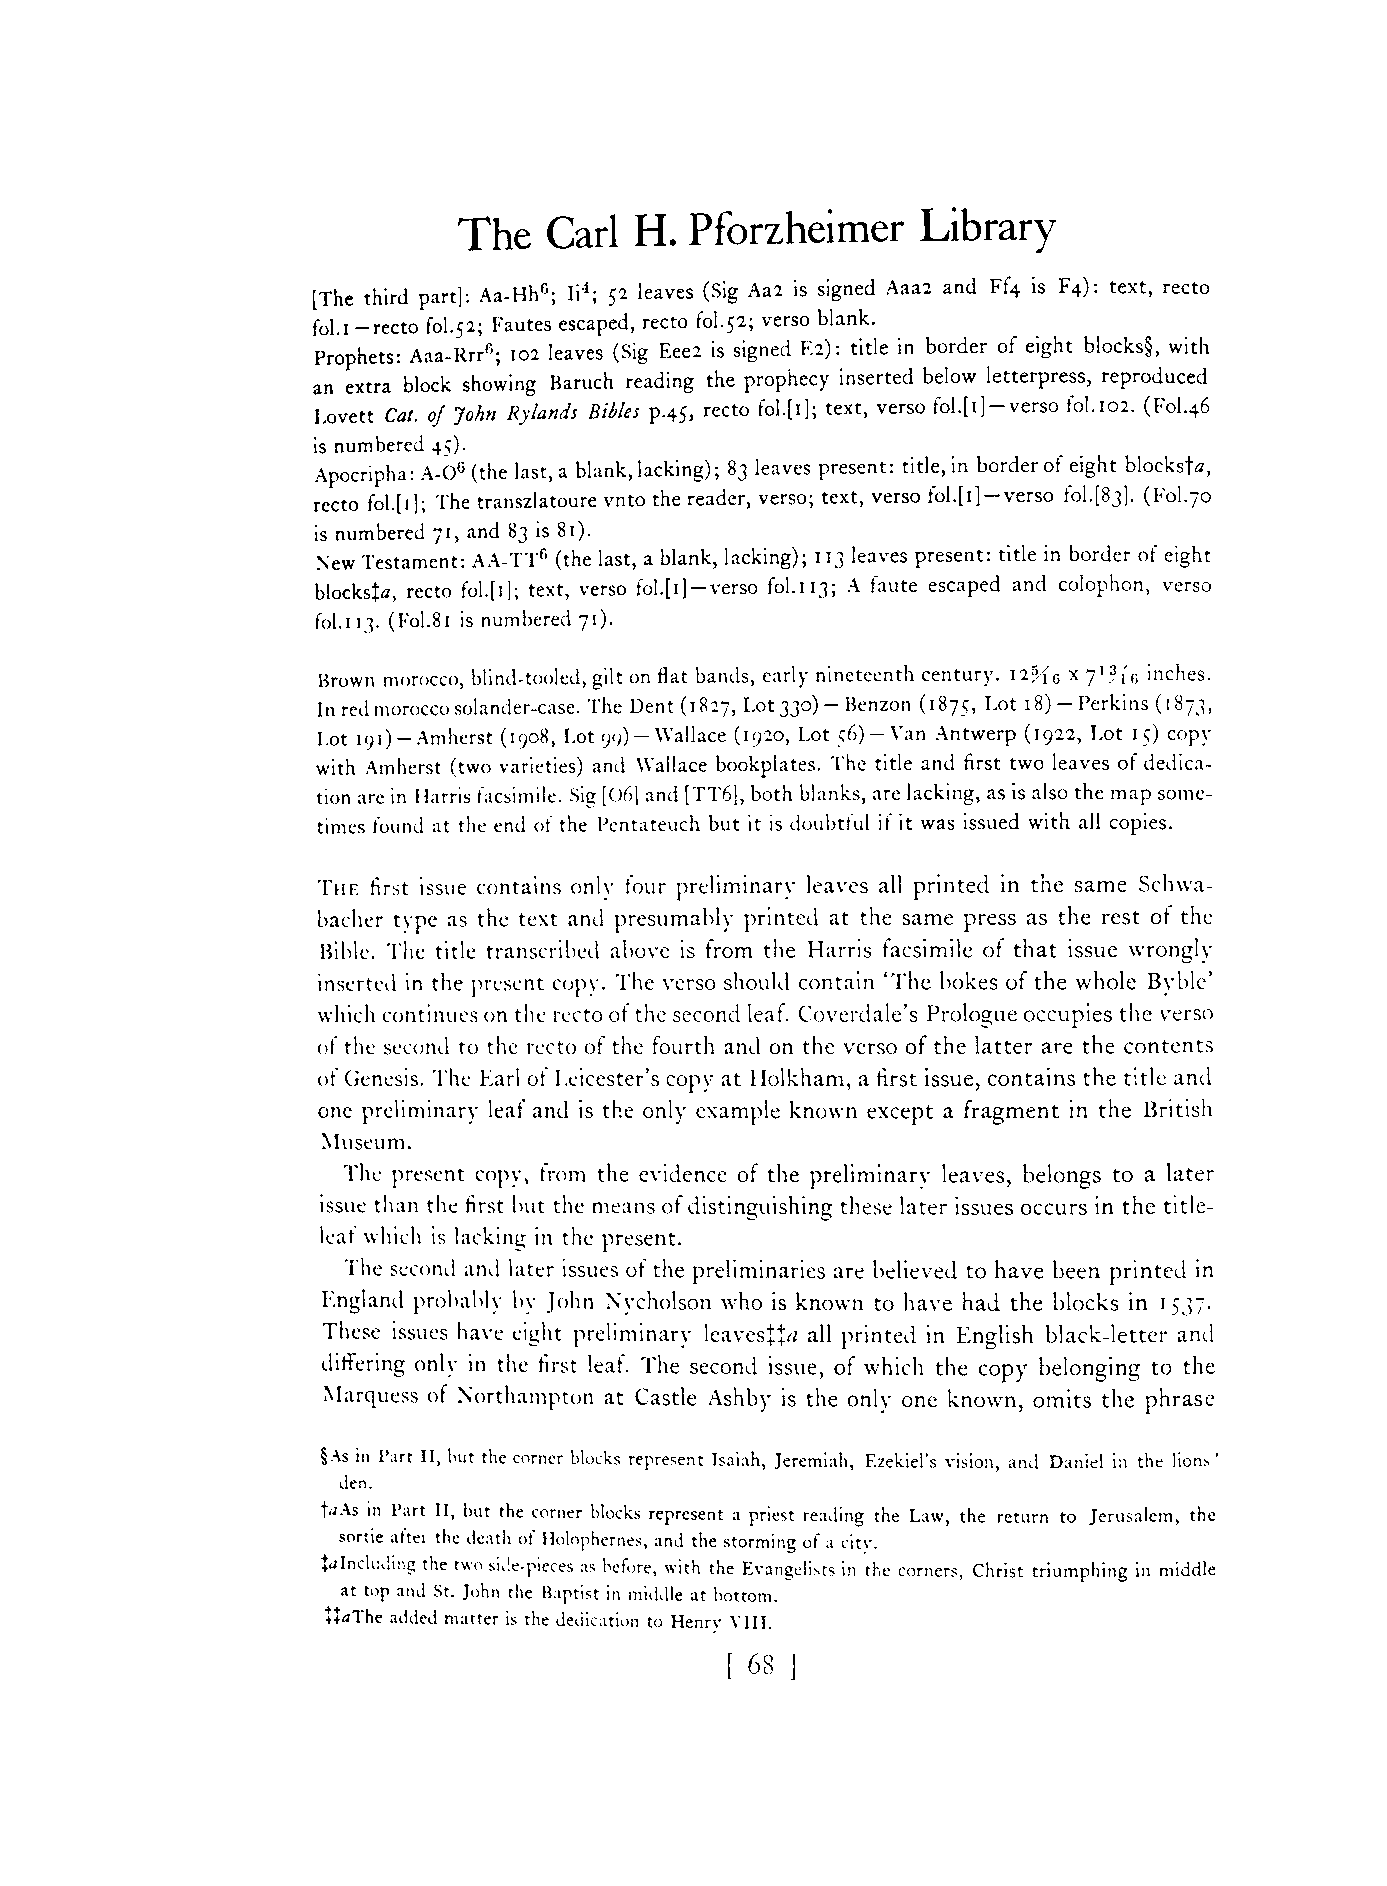 The Carl H. Pforzheimer Library
[The third part]: Aa-Hh⁶; Ii⁴; 52 leaves (Sig Aa2 is signed Aaa2 and Ff4 is F4): text, recto
fol.1—recto fol.52; Fautes escaped, recto fol.52; verso blank.
Prophets: Aaa-Rrr⁶; 102 leaves (Sig Eee2 is signed E2): title in border of eight blocks§, with
an extra block showing Baruch reading the prophecy inserted below letterpress, reproduced
Lovett Cat. of John Rylands Bibles p.45, recto fol.[1]; text, verso fol.[1]—verso fol.102. (Fol.46
is numbered 45).
Apocripha: A-O⁶ (the last, a blank, lacking); 83 leaves present: title, in border of eight blocks†a,
recto fol.[1]; The transzlatoure vnto the reader, verso; text, verso fol.[1]—verso fol.[83]. (Fol.70
is numbered 71, and 83 is 81).
New Testament: AA-TT⁶ (the last, a blank, lacking); 113 leaves present: title in border of eight
blocks‡a, recto fol.[1]; text, verso fol.[1]—verso fol.113; A faute escaped and colophon, verso
fol.113. (Fol.81 is numbered 71).
Brown morocco, blind-tooled, gilt on flat bands, early nineteenth century. 12 5/16 x 7 13/16 inches.
In red morocco solander-case. The Dent (1827, Lot 330) — Benzon (1875, Lot 18) — Perkins (1873,
Lot 191) — Amherst (1908, Lot 99) — Wallace (1920, Lot 56) — Van Antwerp (1922, Lot 15) copy
with Amherst (two varieties) and Wallace bookplates. The title and first two leaves of dedica-
tion are in Harris facsimile. Sig [O6] and [TT6], both blanks, are lacking, as is also the map some-
times found at the end of the Pentateuch but it is doubtful if it was issued with all copies.
THE first issue contains only four preliminary leaves all printed in the same Schwa-
bacher type as the text and presumably printed at the same press as the rest of the
Bible. The title transcribed above is from the Harris facsimile of that issue wrongly
inserted in the present copy. The verso should contain ‘The bokes of the whole Byble’
which continues on the recto of the second leaf. Coverdale's Prologue occupies the verso
of the second to the recto of the fourth and on the verso of the latter are the contents
of Genesis. The Earl of Leicester's copy at Holkham, a first issue, contains the title and
one preliminary leaf and is the only example known except a fragment in the British
Museum.
The present copy, from the evidence of the preliminary leaves, belongs to a later
issue than the first but the means of distinguishing these later issues occurs in the title-
leaf which is lacking in the present.
The second and later issues of the preliminaries are believed to have been printed in
England probably by John Nycholson who is known to have had the blocks in 1537.
These issues have eight preliminary leaves‡‡a all printed in English black-letter and
differing only in the first leaf. The second issue, of which the copy belonging to the
Marquess of Northampton at Castle Ashby is the only one known, omits the phrase
§As in Part II, but the corner blocks represent Isaiah, Jeremiah, Ezekiel's vision, and Daniel in the lions'
den.
†aAs in Part II, but the corner blocks represent a priest reading the Law, the return to Jerusalem, the
sortie after the death of Holophernes, and the storming of a city.
‡aIncluding the two side-pieces as before, with the Evangelists in the corners, Christ triumphing in middle
at top and St. John the Baptist in middle at bottom.
‡‡aThe added matter is the dedication to Henry VIII.
[ 68 ]